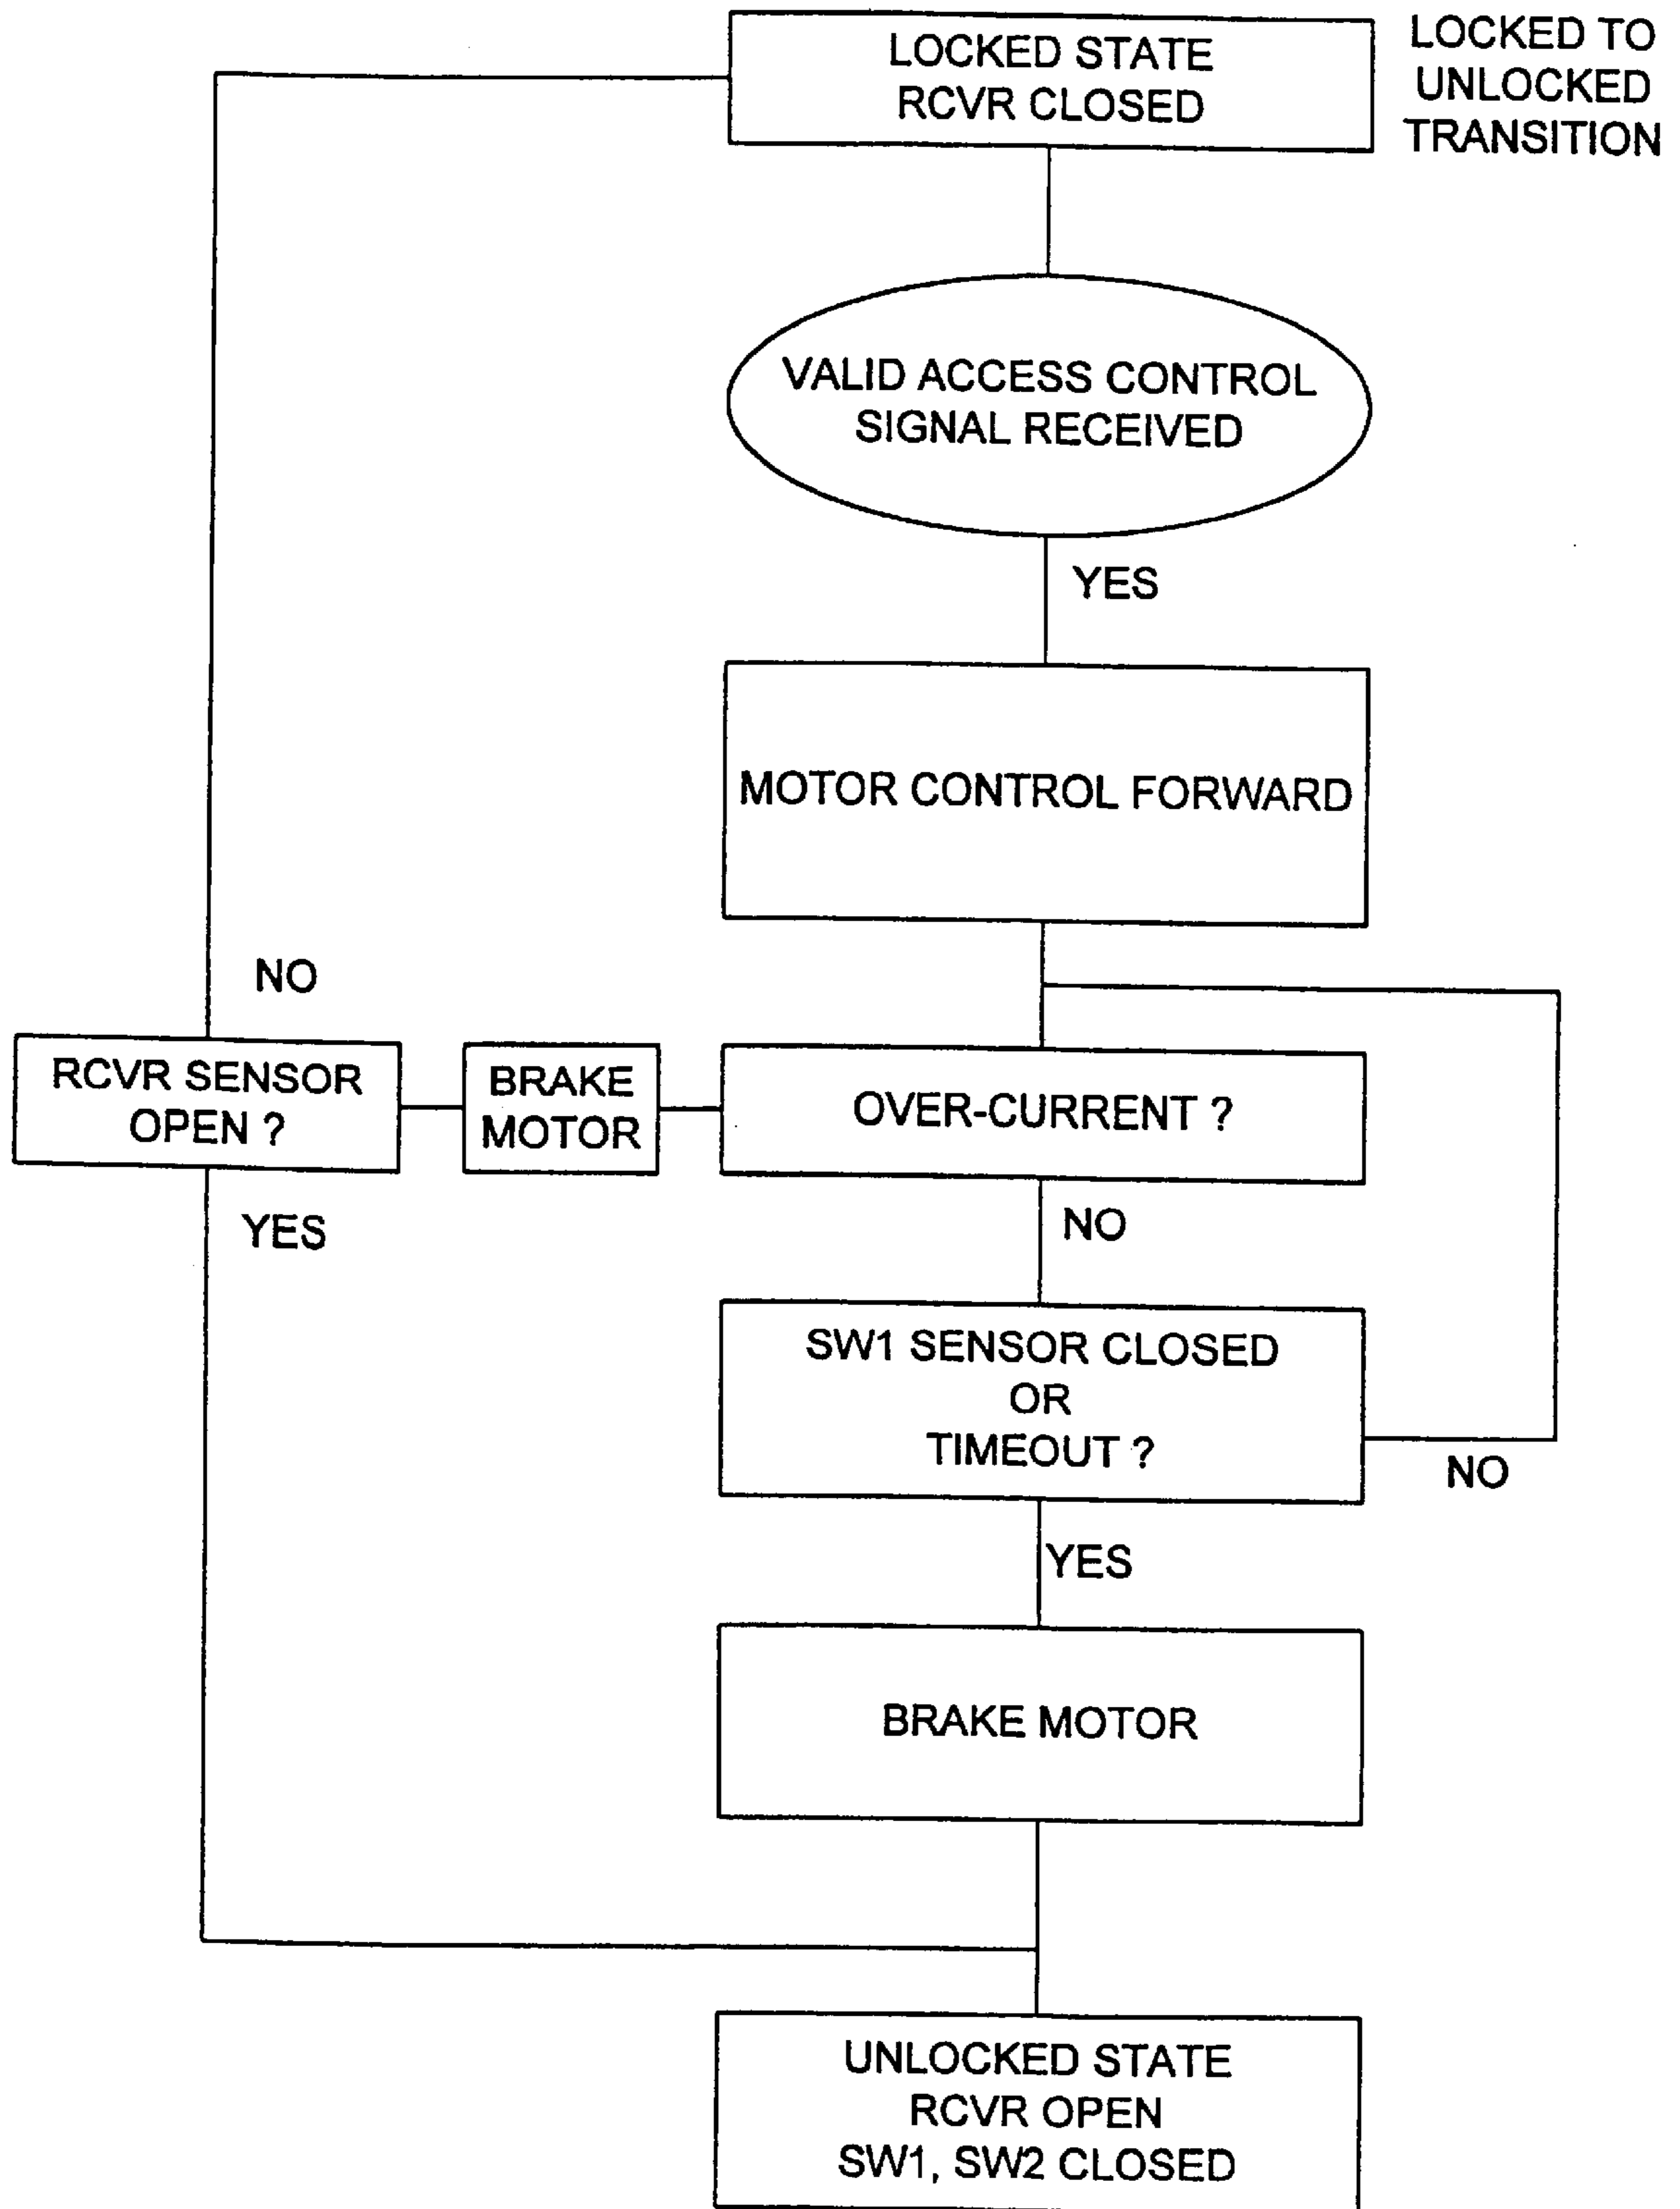 LOCKED STATE
RCVR CLOSED
LOCKED TO
UNLOCKED
TRANSITION
VALID ACCESS CONTROL
SIGNAL RECEIVED
YES
MOTOR CONTROL FORWARD
NO
RCVR SENSOR
OPEN ?
BRAKE
MOTOR
OVER-CURRENT ?
YES
NO
SW1 SENSOR CLOSED
OR
TIMEOUT ?
NO
YES
BRAKE MOTOR
UNLOCKED STATE
RCVR OPEN
SW1, SW2 CLOSED